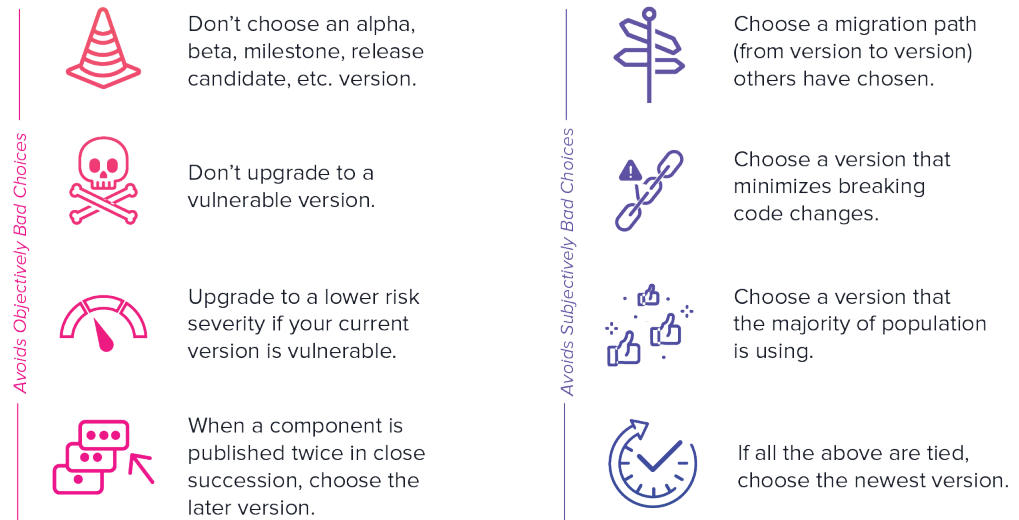 Avoids Objectively Bad Choices
Don’t choose an alpha,
beta, milestone, release
candidate, etc. version.
Don’t upgrade to a
vulnerable version.
Upgrade to a lower risk
severity if your current
version is vulnerable.
When a component is
published twice in close
succession, choose the
later version.
Avoids Subjectively Bad Choices
Choose a migration path
(from version to version)
others have chosen.
Choose a version that
minimizes breaking
code changes.
Choose a version that
the majority of population
is using.
If all the above are tied,
choose the newest version.